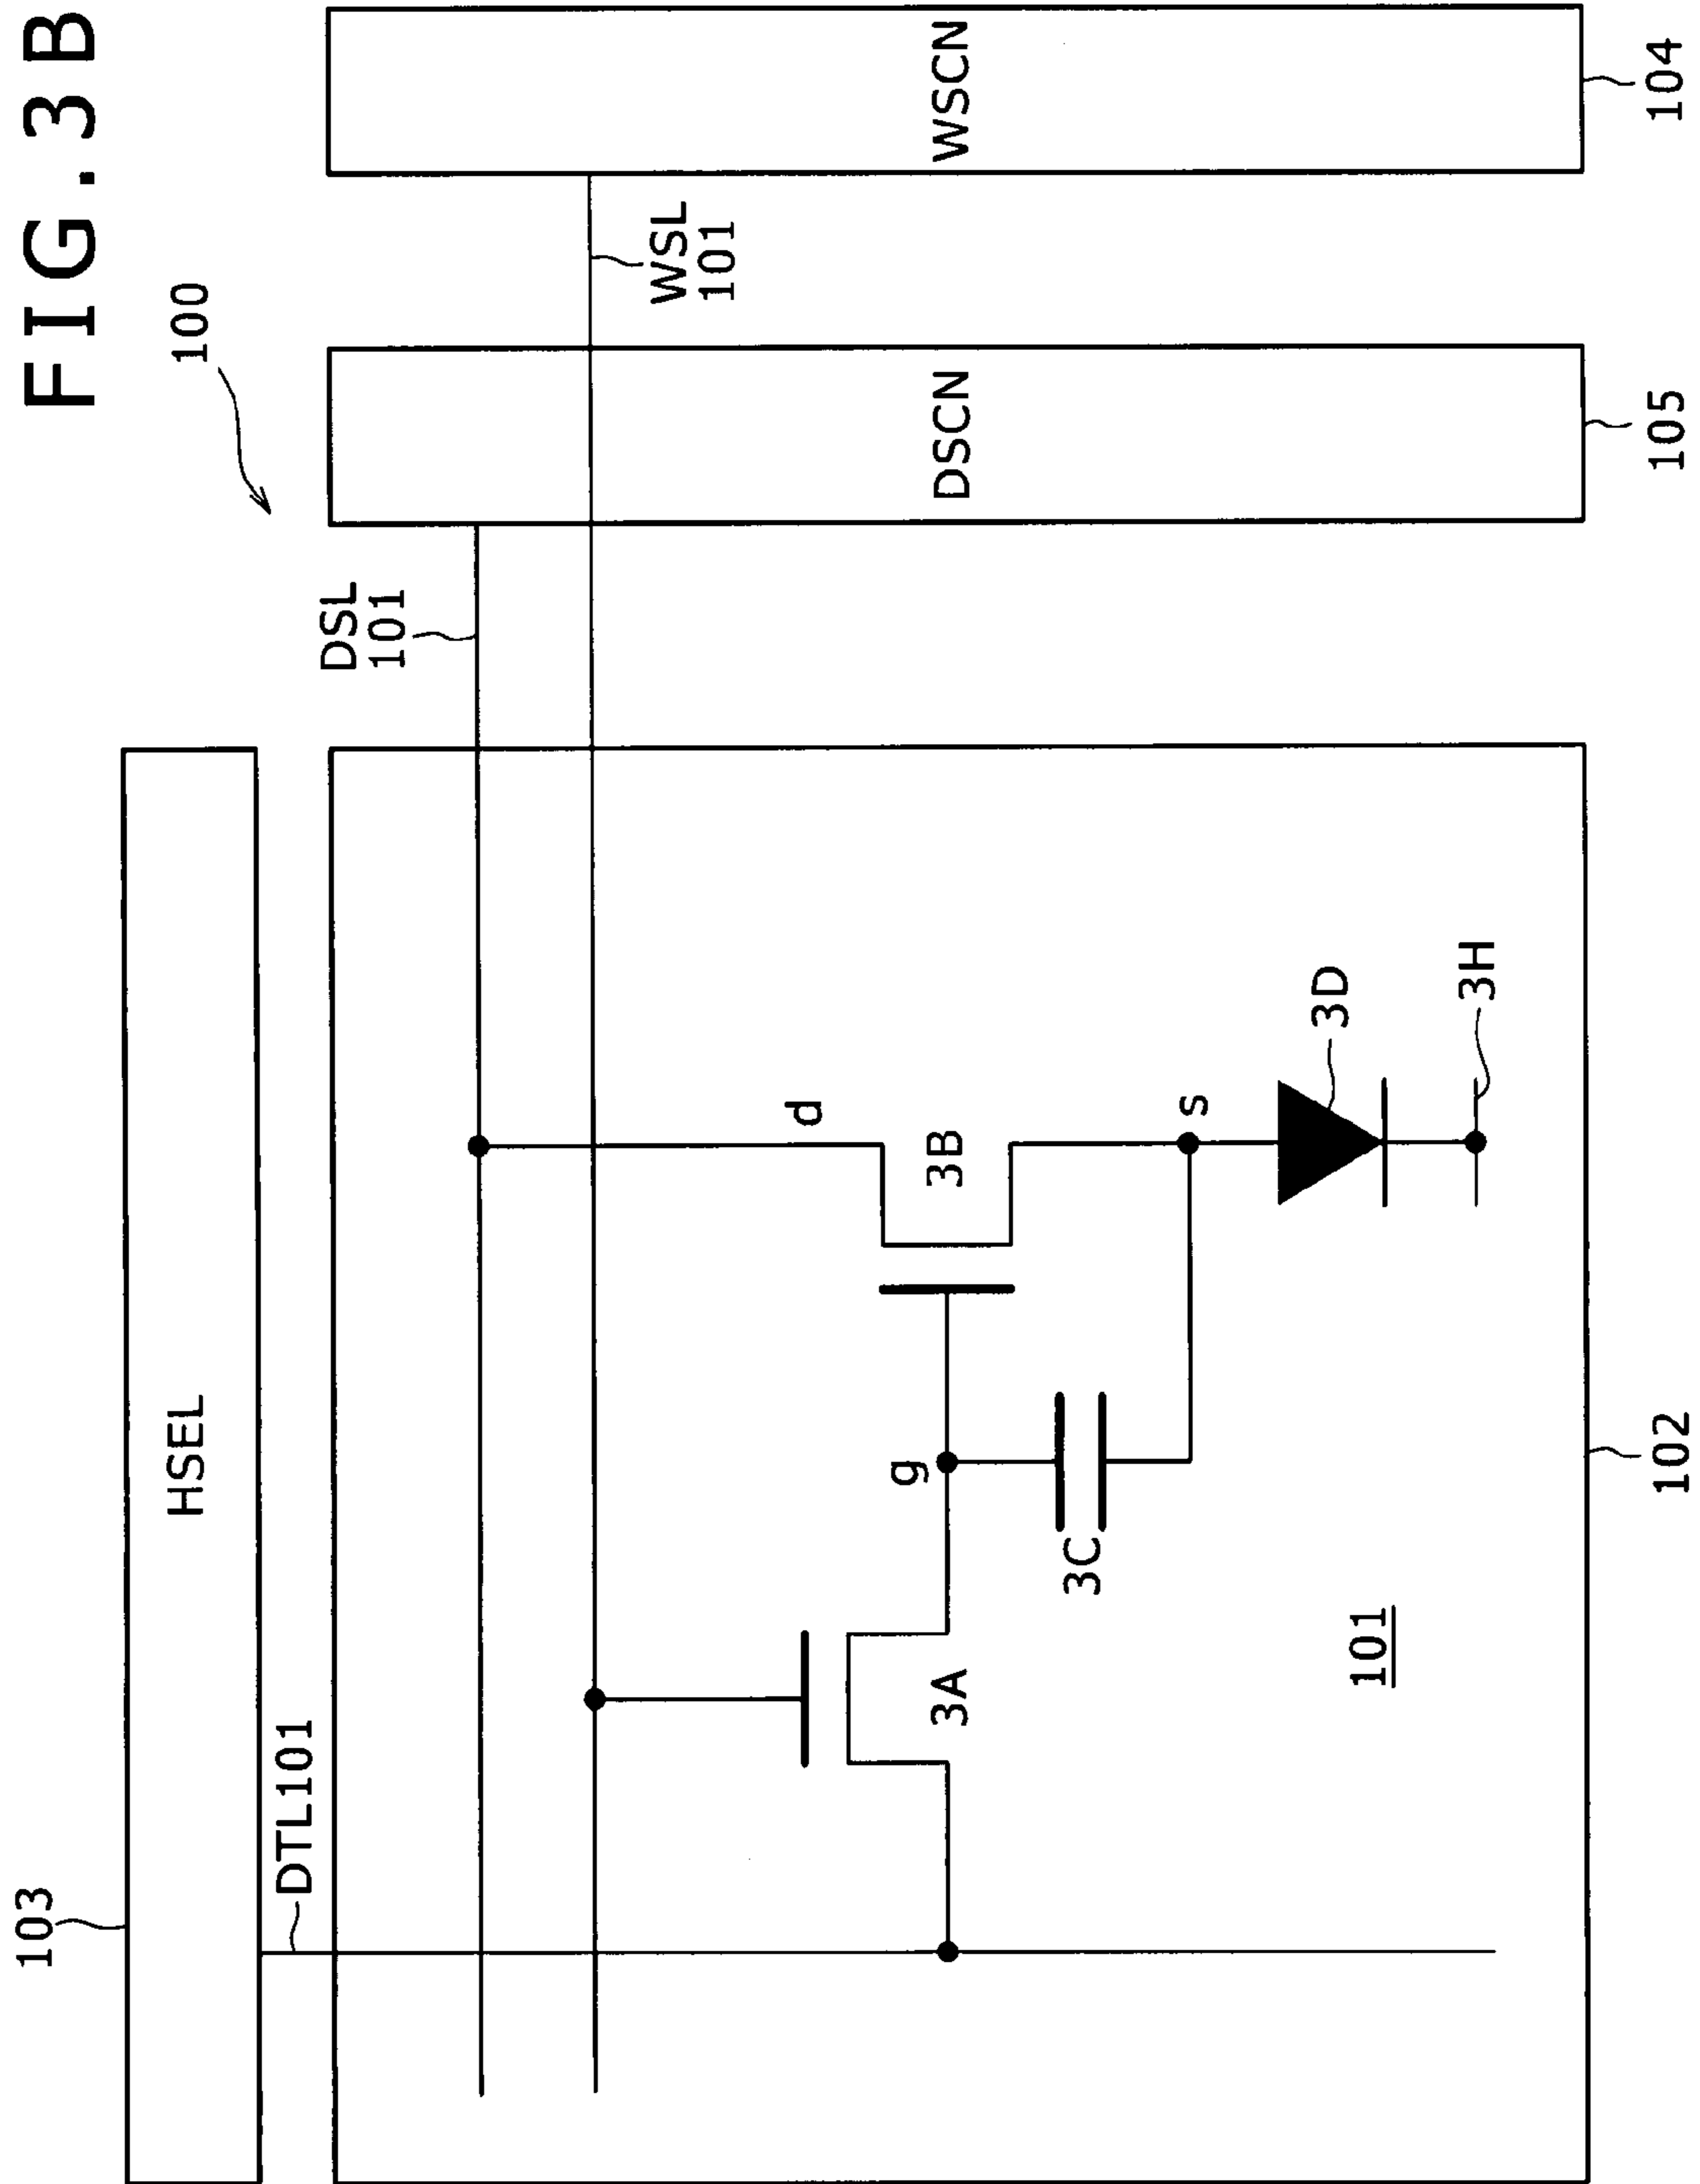 FIG.3B
100
103
HSEL
DTL101
DSL
101
WSL
101
DSCN
105
WSCN
104
d
3B
g
s
3A
3C
3D
3H
101
102